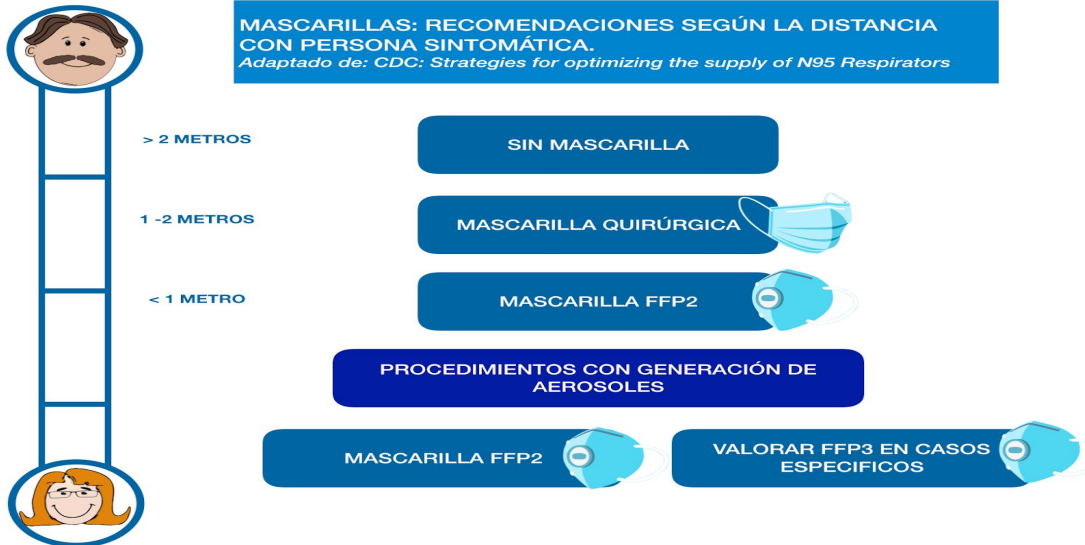 MASCARILLAS: RECOMENDACIONES SEGÚN LA DISTANCIA
CON PERSONA SINTOMÁTICA.
Adaptado de: CDC: Strategies for optimizing the supply of N95 Respirators
> 2 METROS
SIN MASCARILLA
1 -2 METROS
MASCARILLA QUIRÚRGICA
< 1 METRO
MASCARILLA FFP2
PROCEDIMIENTOS CON GENERACIÓN DE
AEROSOLES
MASCARILLA FFP2
VALORAR FFP3 EN CASOS
ESPECIFICOS